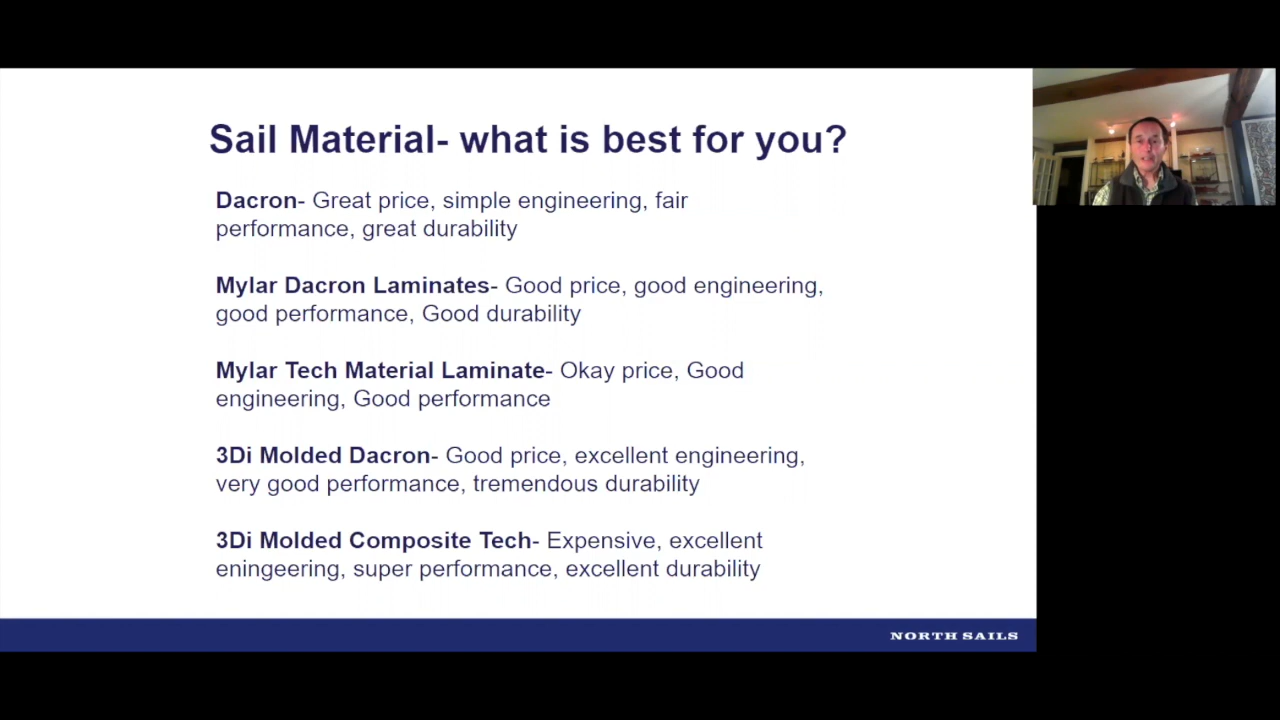 Sail Material- what is best for you?
Dacron- Great price, simple engineering, fair
performance, great durability
Mylar Dacron Laminates- Good price, good engineering,
good performance, Good durability
Mylar Tech Material Laminate- Okay price, Good
engineering, Good performance
3Di Molded Dacron- Good price, excellent engineering,
very good performance, tremendous durability
3Di Molded Composite Tech- Expensive, excellent
eningeering, super performance, excellent durability
NORTH SAILS